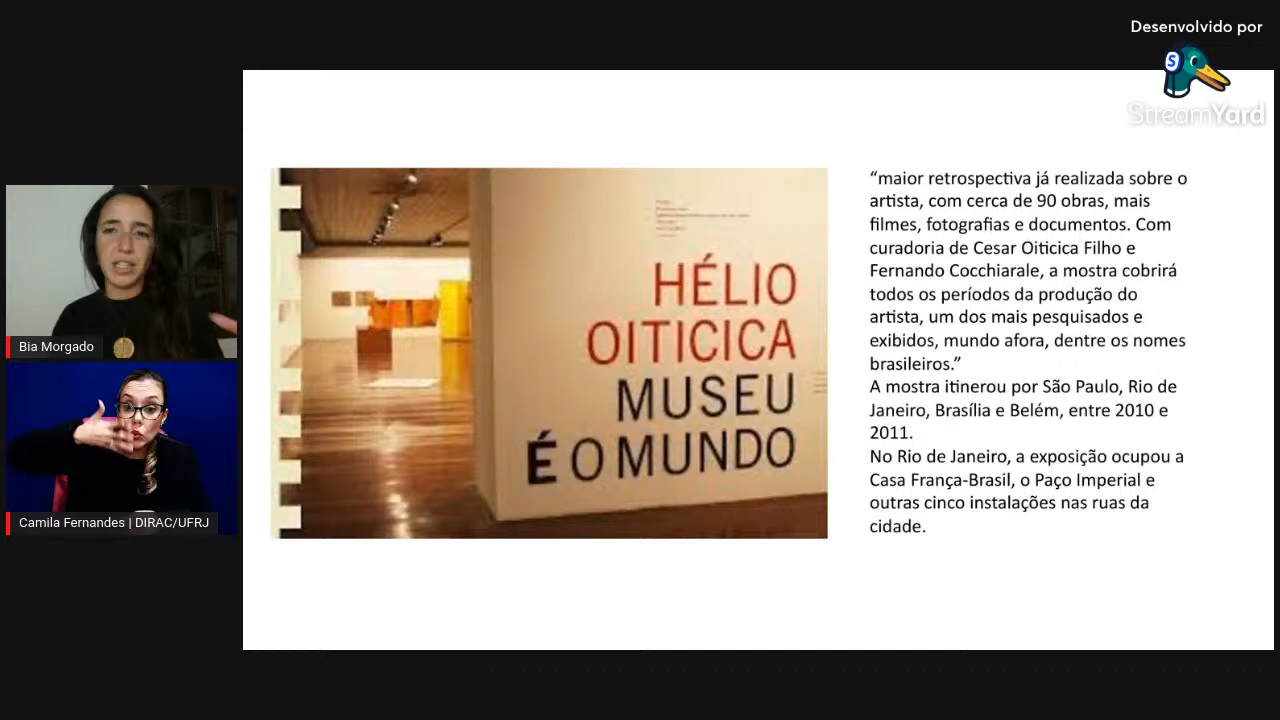 Desenvolvido por
StreamYard
“maior retrospectiva já realizada sobre o
artista, com cerca de 90 obras, mais
filmes, fotografias e documentos. Com
curadoria de Cesar Oiticica Filho e
Fernando Cocchiarale, a mostra cobrirá
todos os períodos da produção do
artista, um dos mais pesquisados e
exibidos, mundo afora, dentre os nomes
brasileiros.”
A mostra itinerou por São Paulo, Rio de
Janeiro, Brasília e Belém, entre 2010 e
2011.
No Rio de Janeiro, a exposição ocupou a
Casa França-Brasil, o Paço Imperial e
outras cinco instalações nas ruas da
cidade.
HÉLIO
OITICICA
MUSEU
É O MUNDO
Bia Morgado
Camila Fernandes | DIRAC/UFRJ